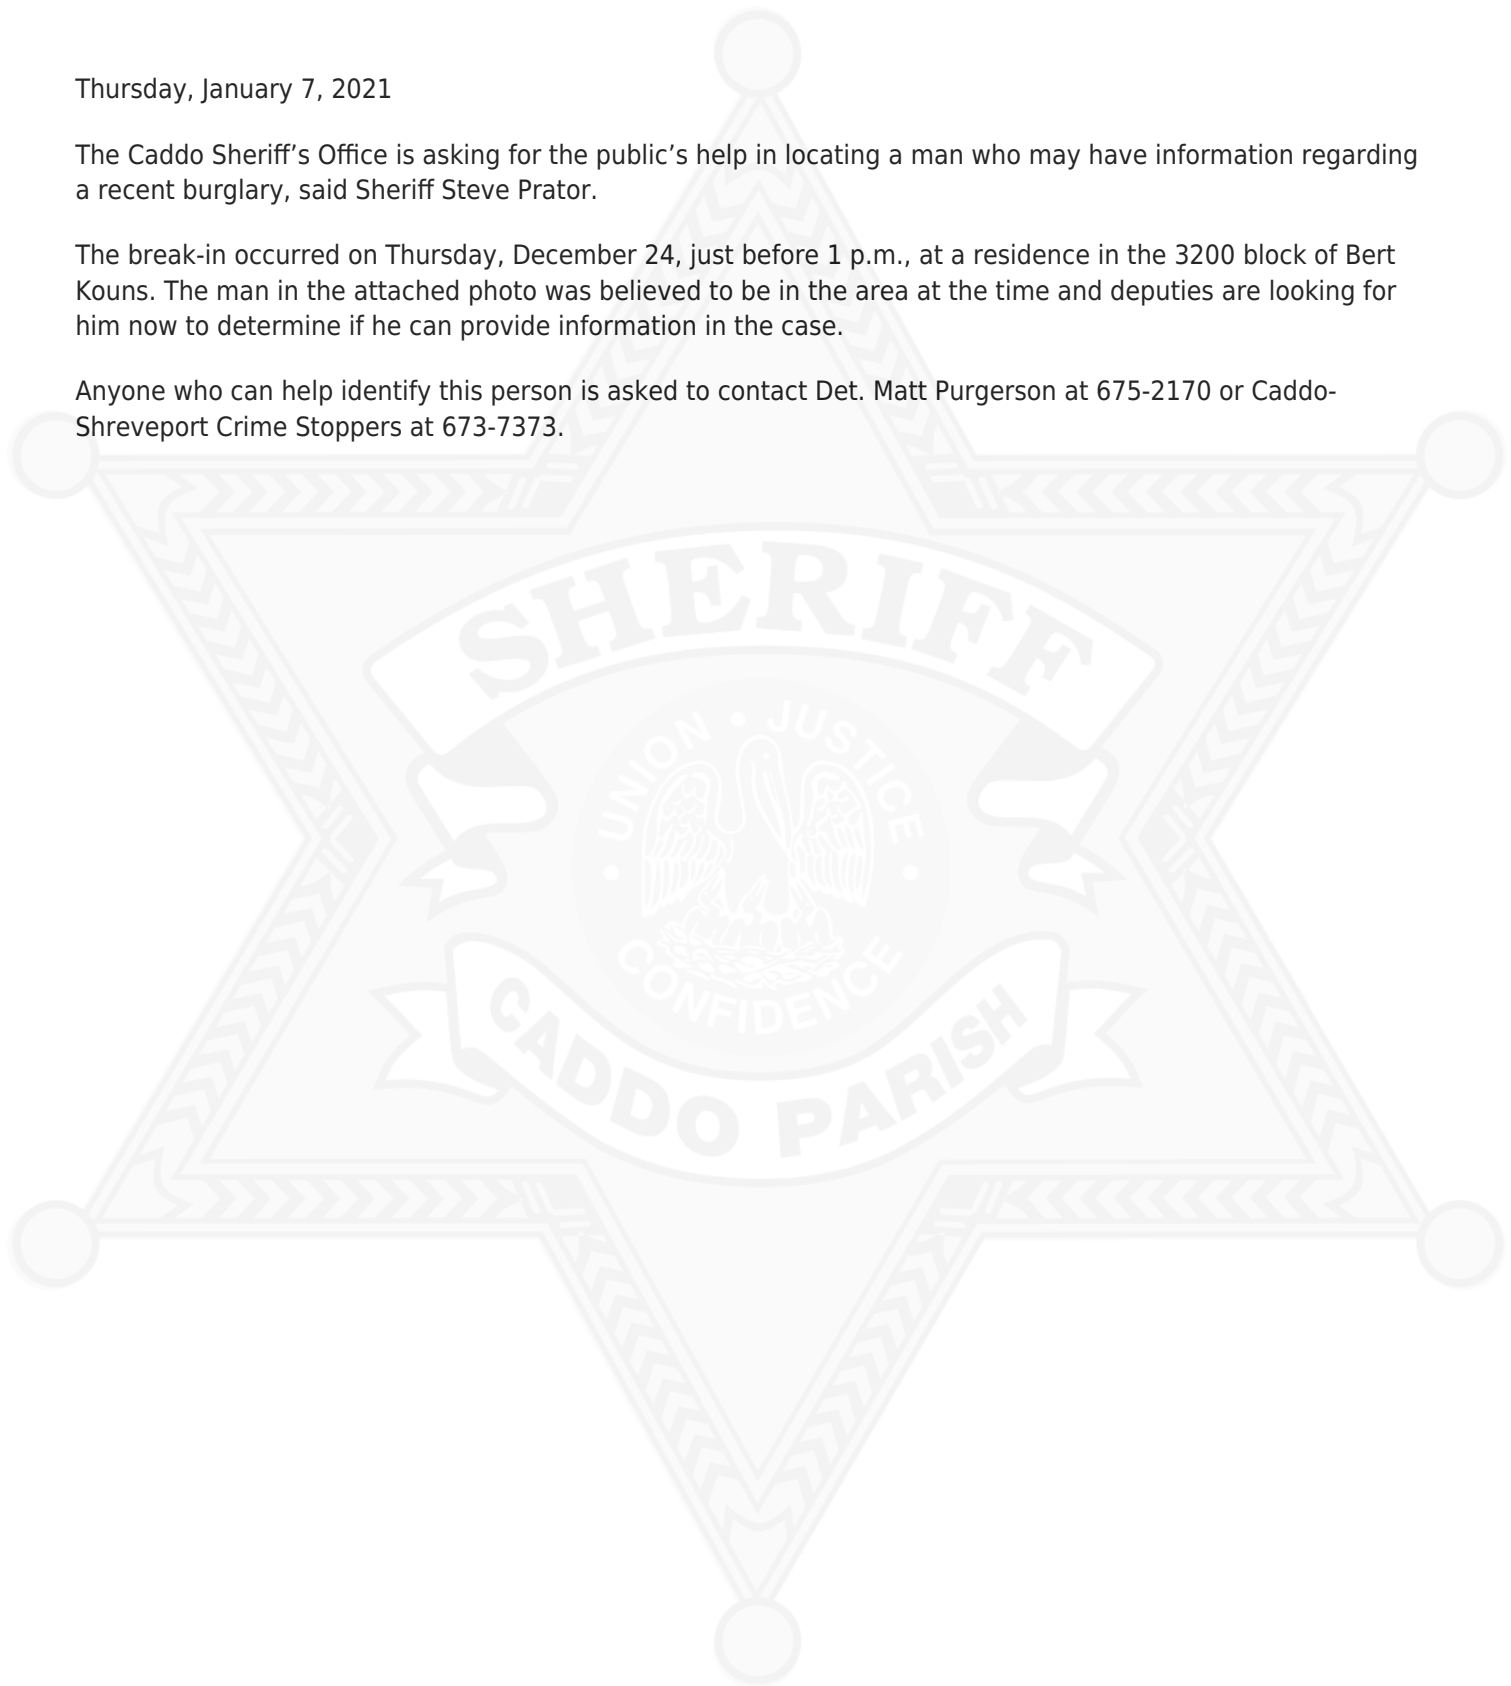 Thursday, January 7, 2021
The Caddo Sheriff’s Office is asking for the public’s help in locating a man who may have information regarding
a recent burglary, said Sheriff Steve Prator.
The break-in occurred on Thursday, December 24, just before 1 p.m., at a residence in the 3200 block of Bert
Kouns. The man in the attached photo was believed to be in the area at the time and deputies are looking for
him now to determine if he can provide information in the case.
Anyone who can help identify this person is asked to contact Det. Matt Purgerson at 675-2170 or Caddo-
Shreveport Crime Stoppers at 673-7373.
SHERIFF
UNION • JUSTICE
• CONFIDENCE •
CADDO PARISH